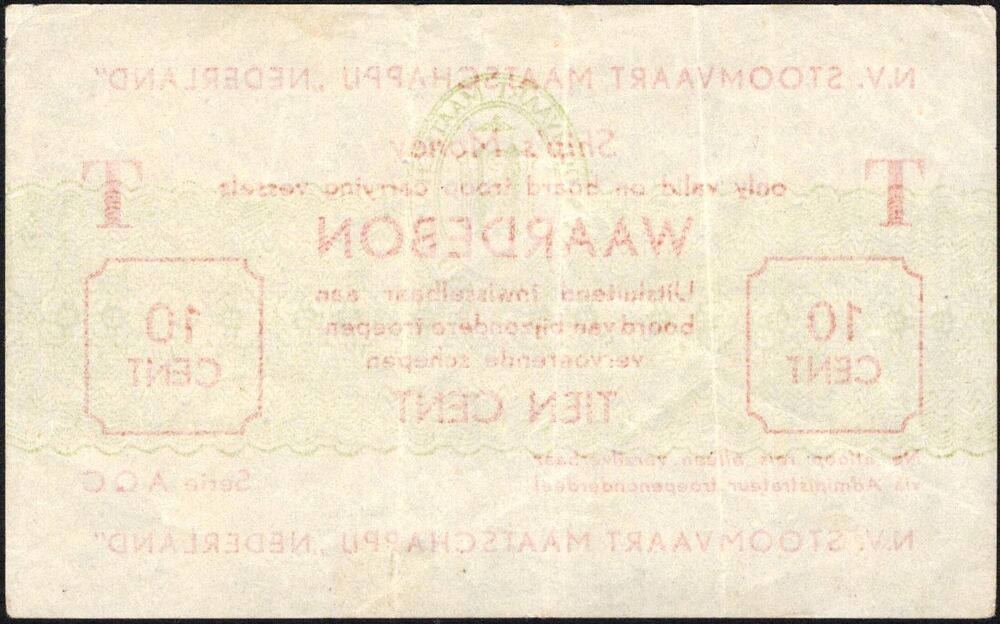 N.V. STOOMVAART MAATSCHAPPIJ „NEDERLAND”
Ship's Money
T only valid on board troop carrying vessels T
WAARDEBON
Uitsluitend inwisselbaar aan
boord van bijzondere troepen-
vervoerende schepen
10 CENT
10 CENT
TIEN CENT
Na afloop reis alleen verzilverbaar
via Administrateur troepenonderdeel
Serie A Q C
N.V. STOOMVAART MAATSCHAPPIJ „NEDERLAND”